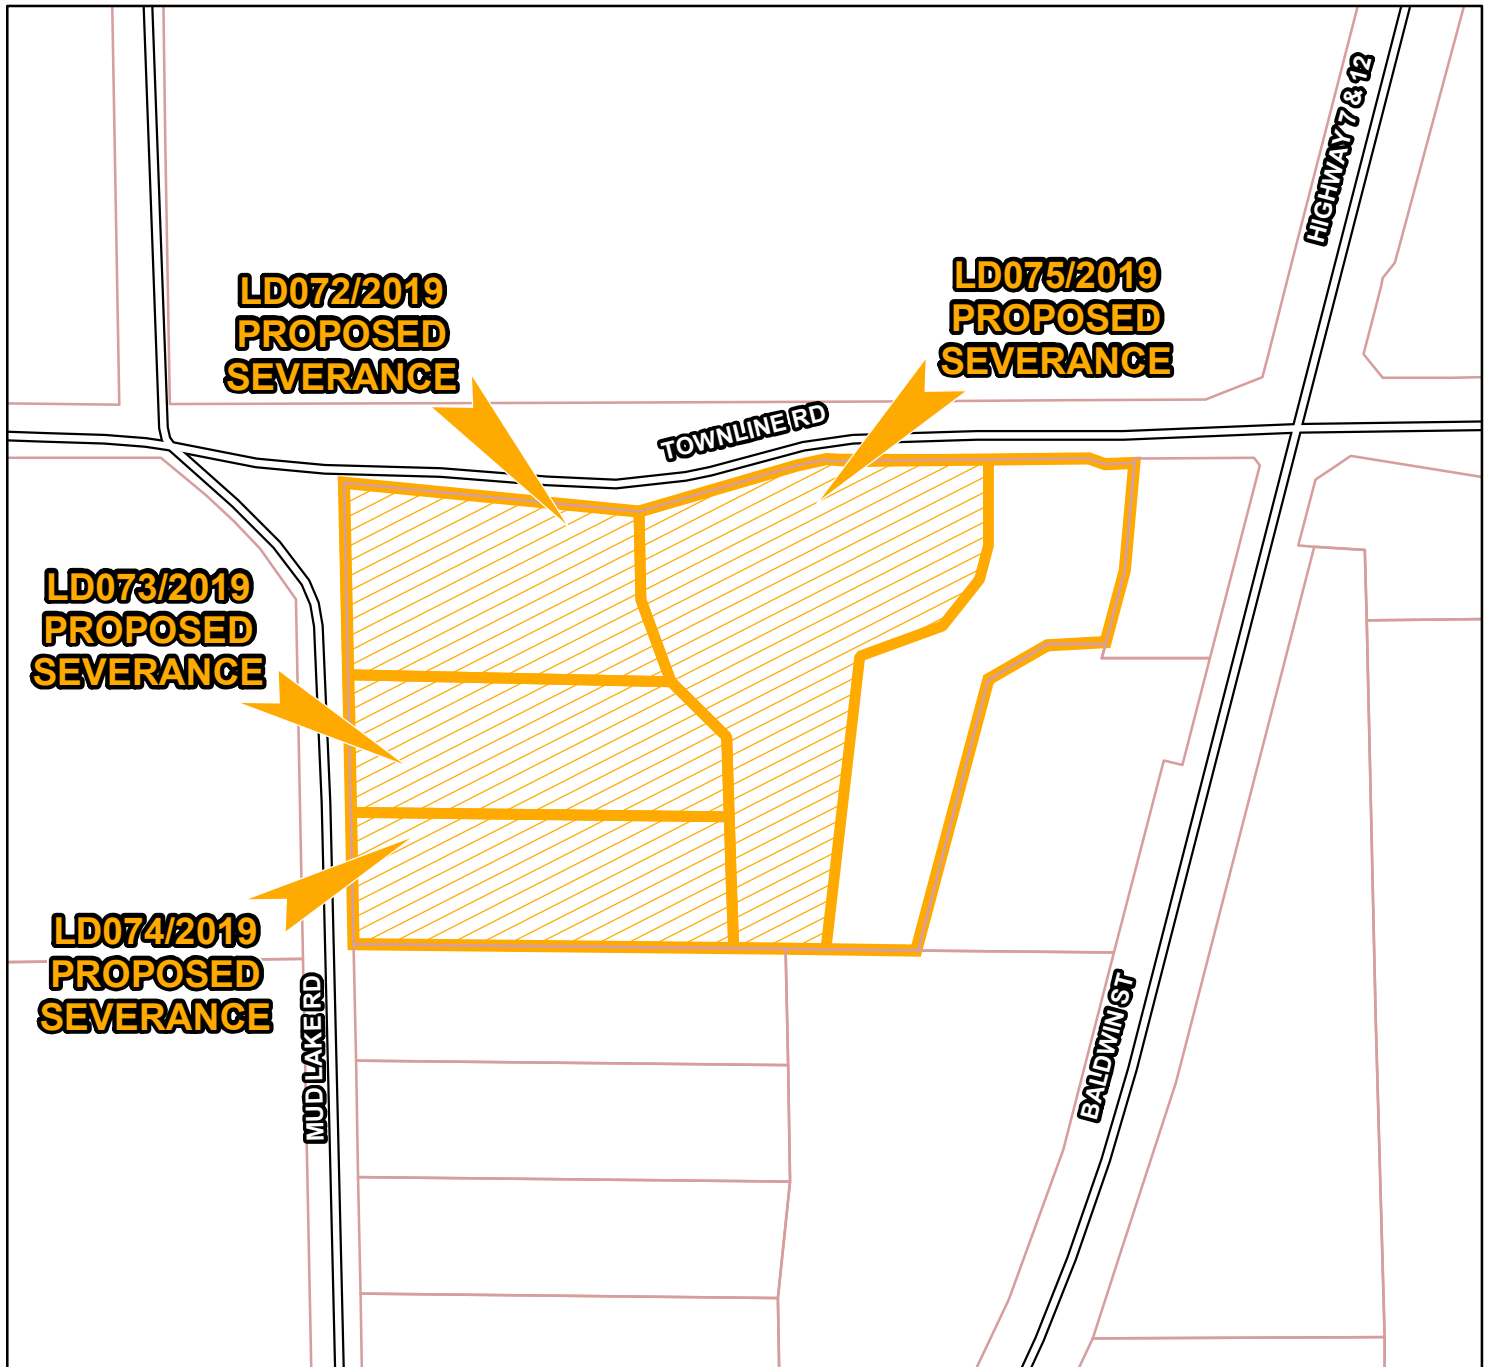 HIGHWAY 7 & 12
LD072/2019
PROPOSED
SEVERANCE
LD075/2019
PROPOSED
SEVERANCE
TOWNLINE RD
LD073/2019
PROPOSED
SEVERANCE
LD074/2019
PROPOSED
SEVERANCE
MUD LAKE RD
BALDWIN ST